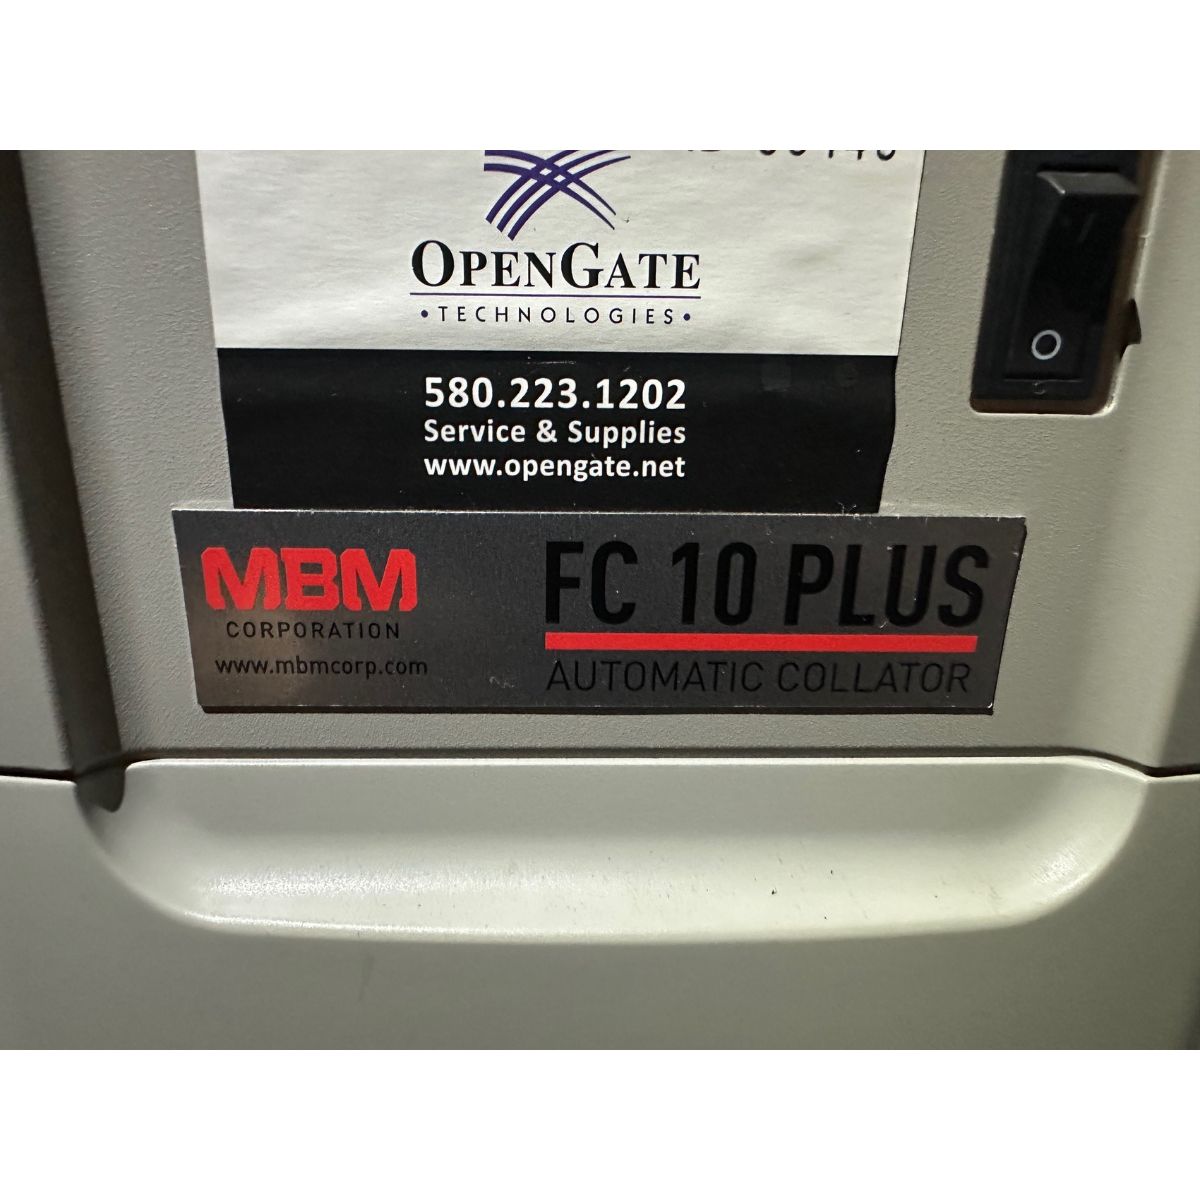 OPENGATE
•TECHNOLOGIES•
580.223.1202
Service & Supplies
www.opengate.net
MBM
CORPORATION
www.mbmcorp.com
FC 10 PLUS
AUTOMATIC COLLATOR